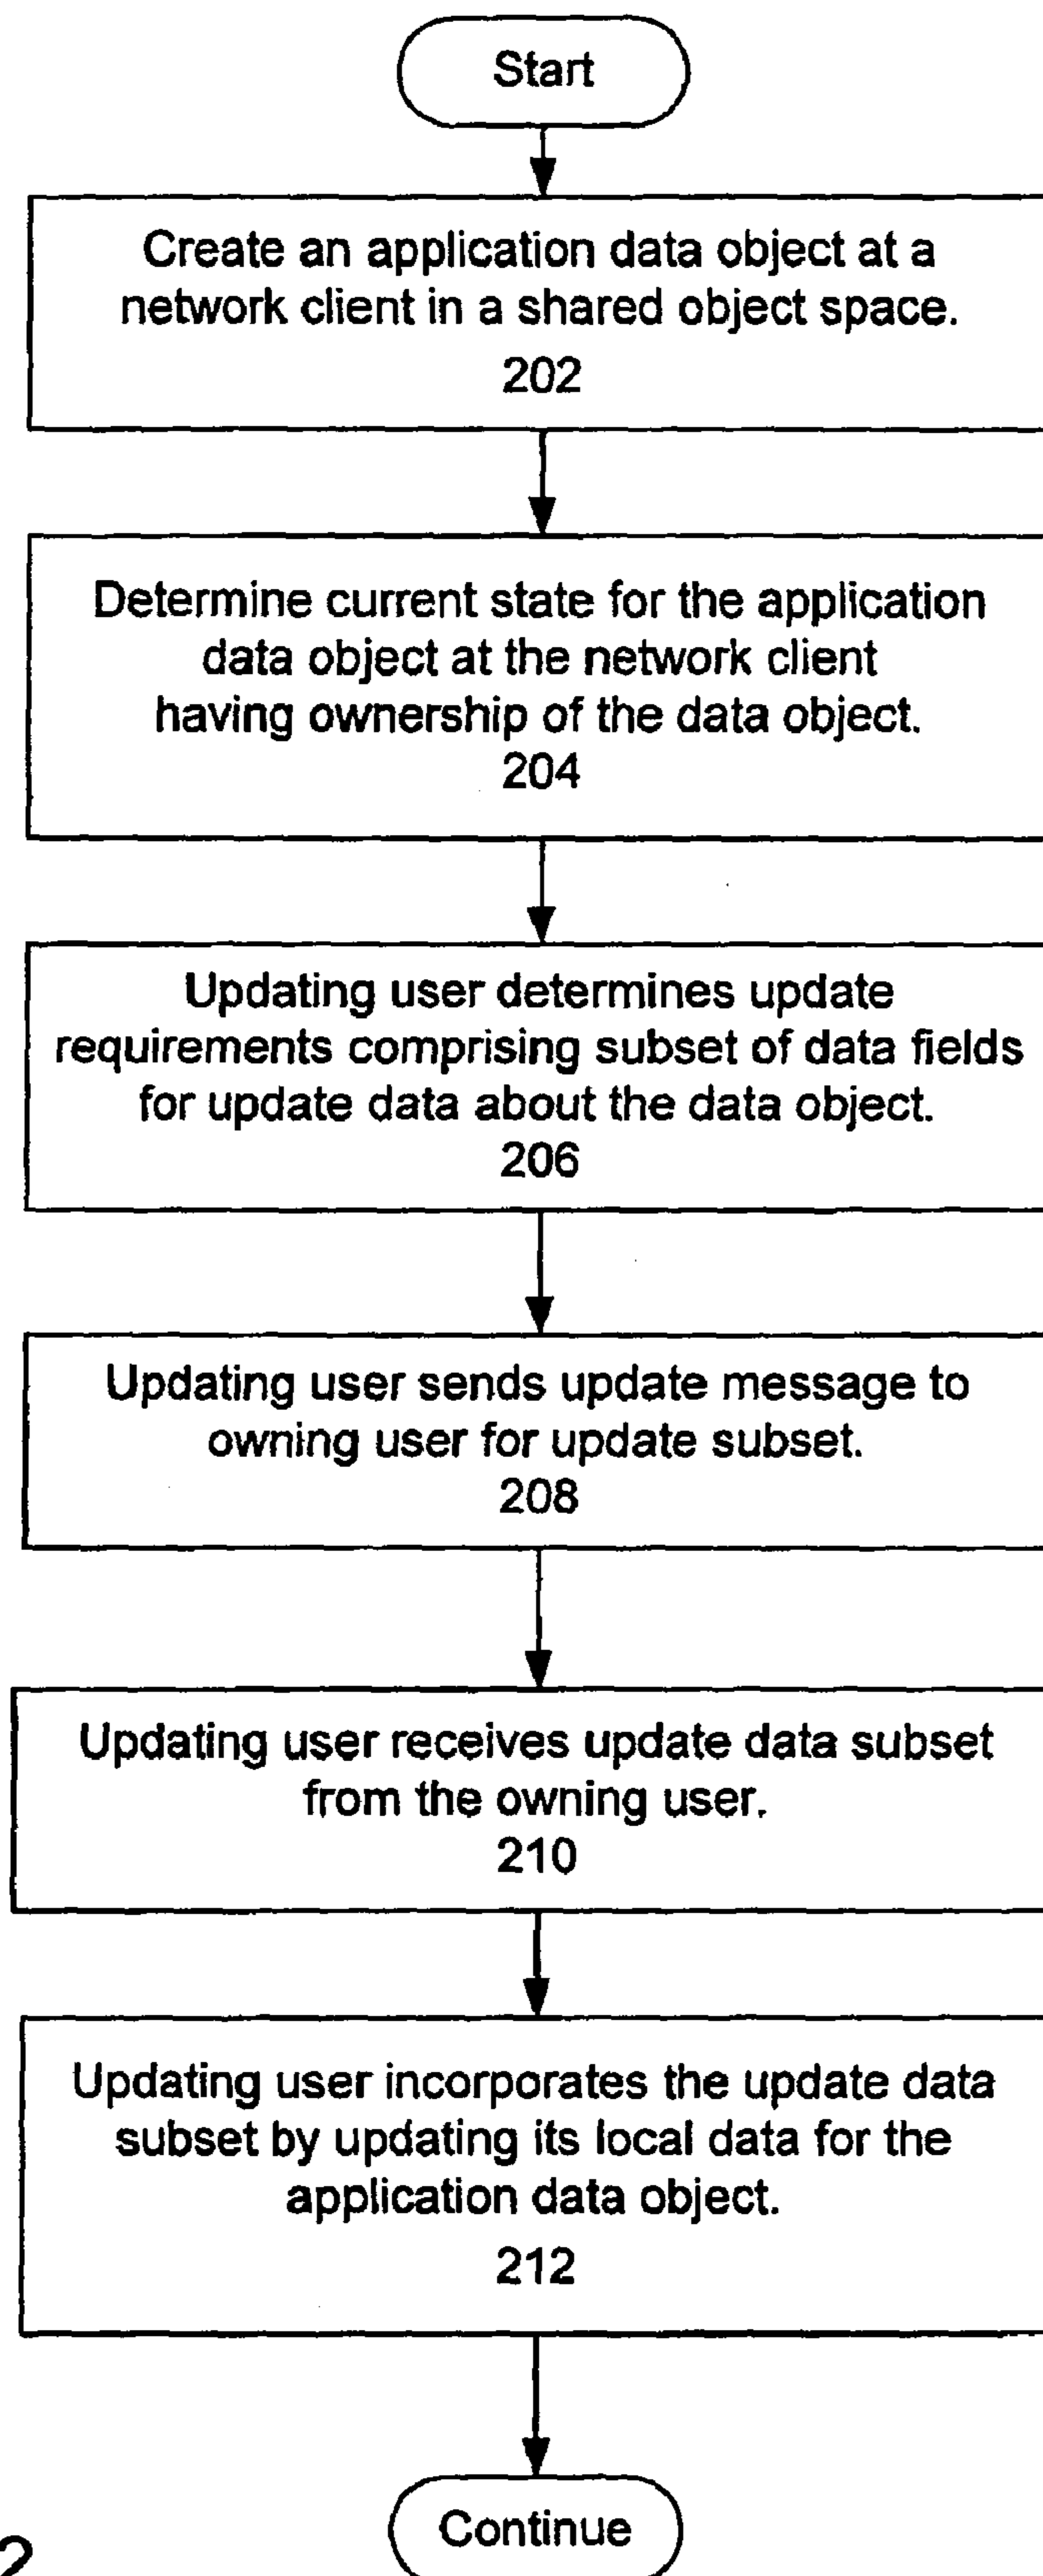 Start
Create an application data object at a
network client in a shared object space.
202
Determine current state for the application
data object at the network client
having ownership of the data object.
204
Updating user determines update
requirements comprising subset of data fields
for update data about the data object.
206
Updating user sends update message to
owning user for update subset.
208
Updating user receives update data subset
from the owning user.
210
Updating user incorporates the update data
subset by updating its local data for the
application data object.
212
Continue
2